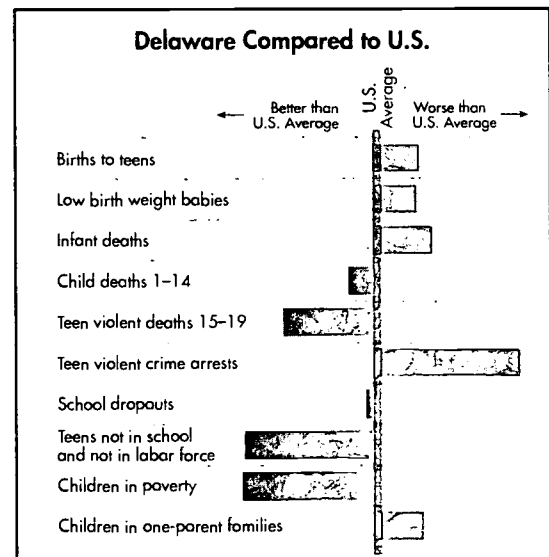 Delaware Compared to U.S.
← Better than
U.S. Average
U.S.
Average
Worse than →
U.S. Average
Births to teens
Low birth weight babies
Infant deaths
Child deaths 1–14
Teen violent deaths 15–19
Teen violent crime arrests
School dropouts
Teens not in school
and not in labor force
Children in poverty
Children in one-parent families